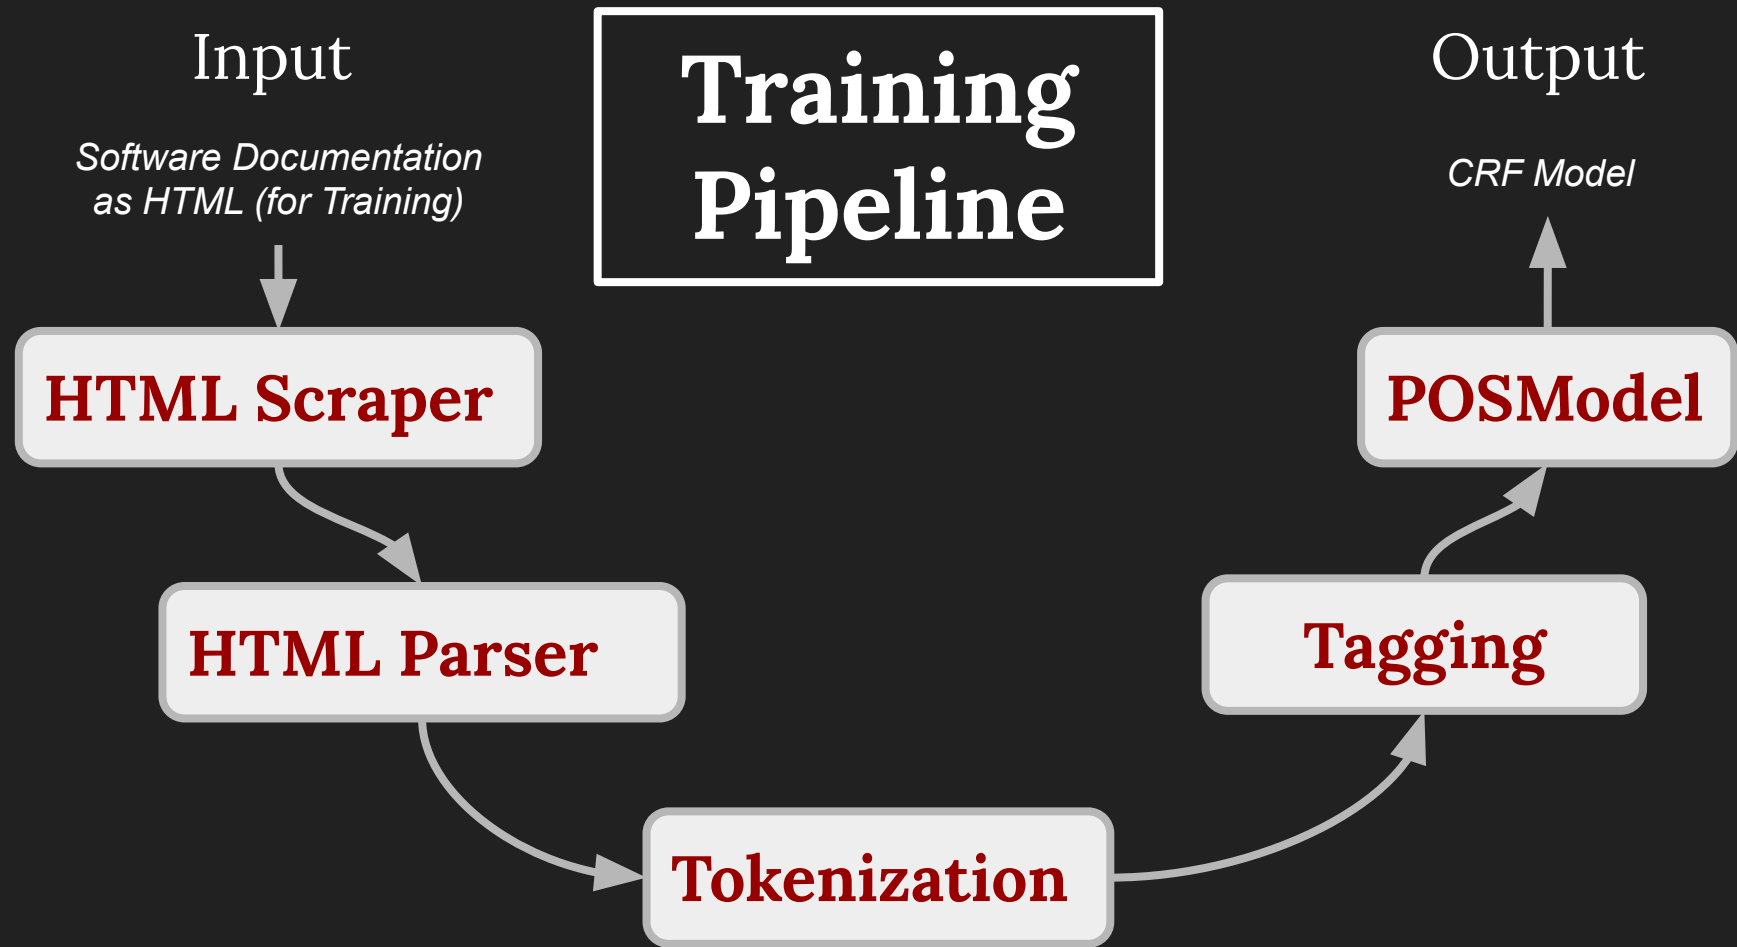 Input
Software Documentation
as HTML (for Training)
Training
Pipeline
Output
CRF Model
HTML Scraper
HTML Parser
Tokenization
Tagging
POSModel